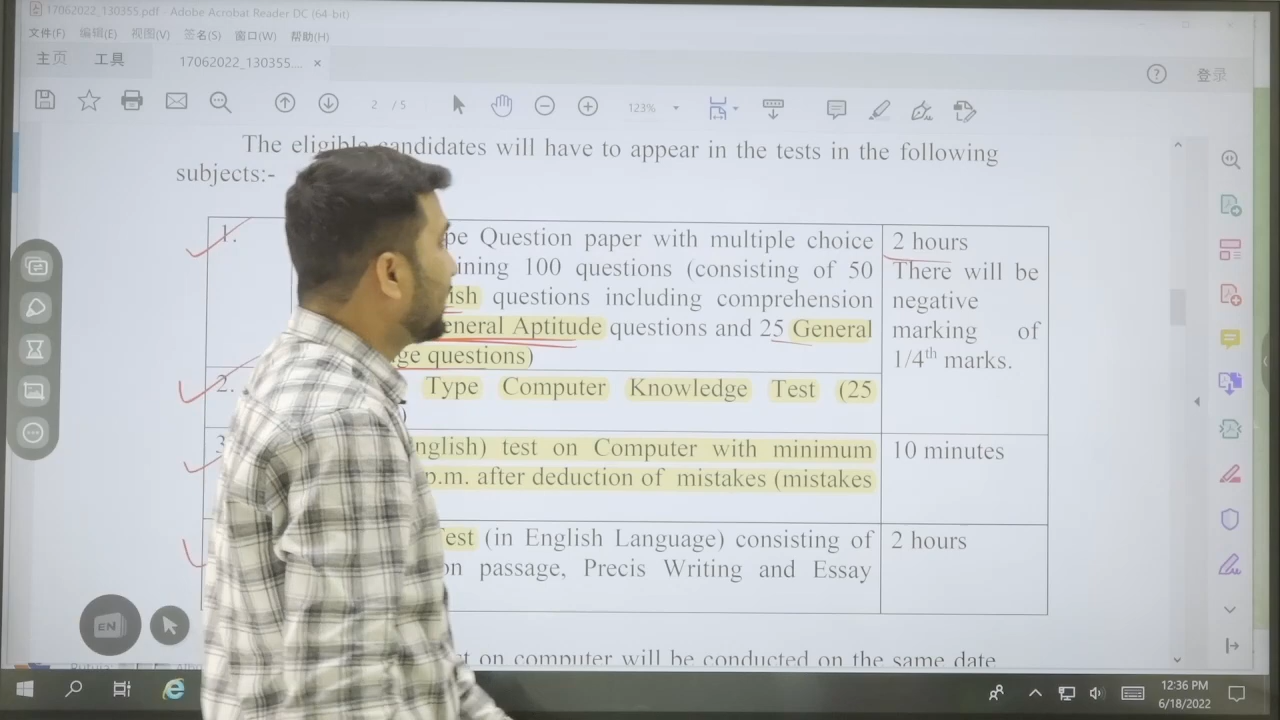 17062022_130355.pdf - Adobe Acrobat Reader DC (64-bit)
文件(F) 编辑(E) 视图(V) 签名(S) 窗口(W) 帮助(H)
主页 工具 17062022_130355.... ×
登录
2 / 5 123%
The eligible candidates will have to appear in the tests in the following
subjects:-
1. pe Question paper with multiple choice 2 hours
ining 100 questions (consisting of 50 There will be
ish questions including comprehension negative
eneral Aptitude questions and 25 General marking of
ge questions) 1/4th marks.
2. Type Computer Knowledge Test (25
)
3 nglish) test on Computer with minimum 10 minutes
p.m. after deduction of mistakes (mistakes
est (in English Language) consisting of 2 hours
on passage, Precis Writing and Essay
EN
t on computer will be conducted on the same date
12:36 PM
6/18/2022